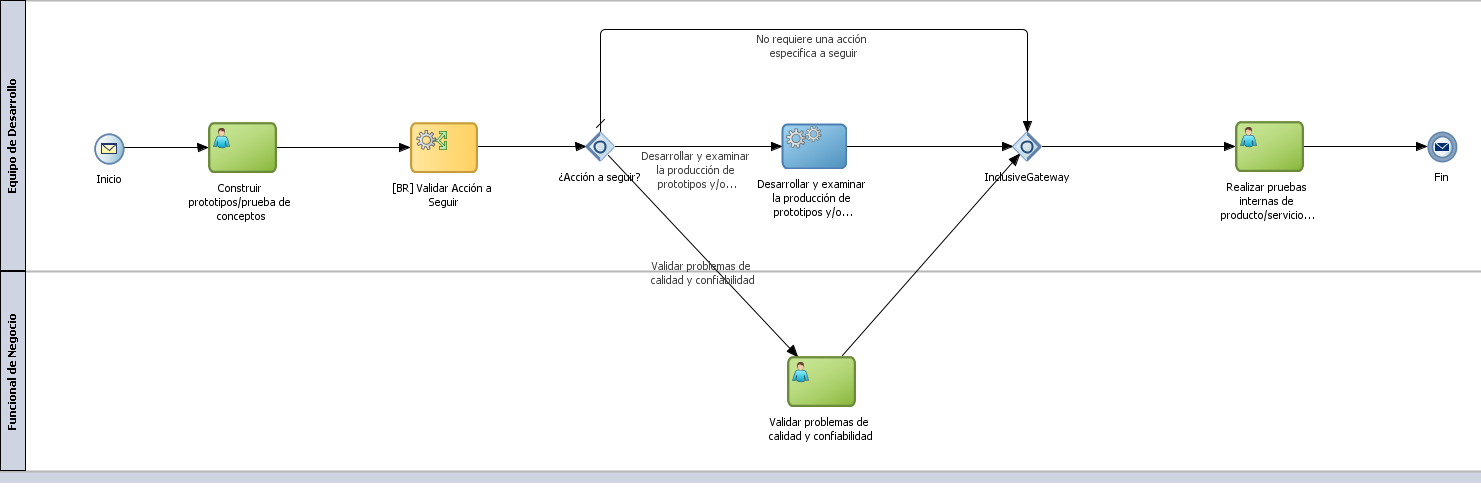 Equipo de Desarrollo
Inicio
Construir
prototipos/prueba de
conceptos
[BR] Validar Acción a
Seguir
¿Acción a seguir?
No requiere una acción
especifica a seguir
Desarrollar y examinar
la producción de
prototipos y/o...
Desarrollar y examinar
la producción de
prototipos y/o...
InclusiveGateway
Realizar pruebas
internas de
producto/servicio...
Fin
Validar problemas de
calidad y confiabilidad
Funcional de Negocio
Validar problemas de
calidad y confiabilidad